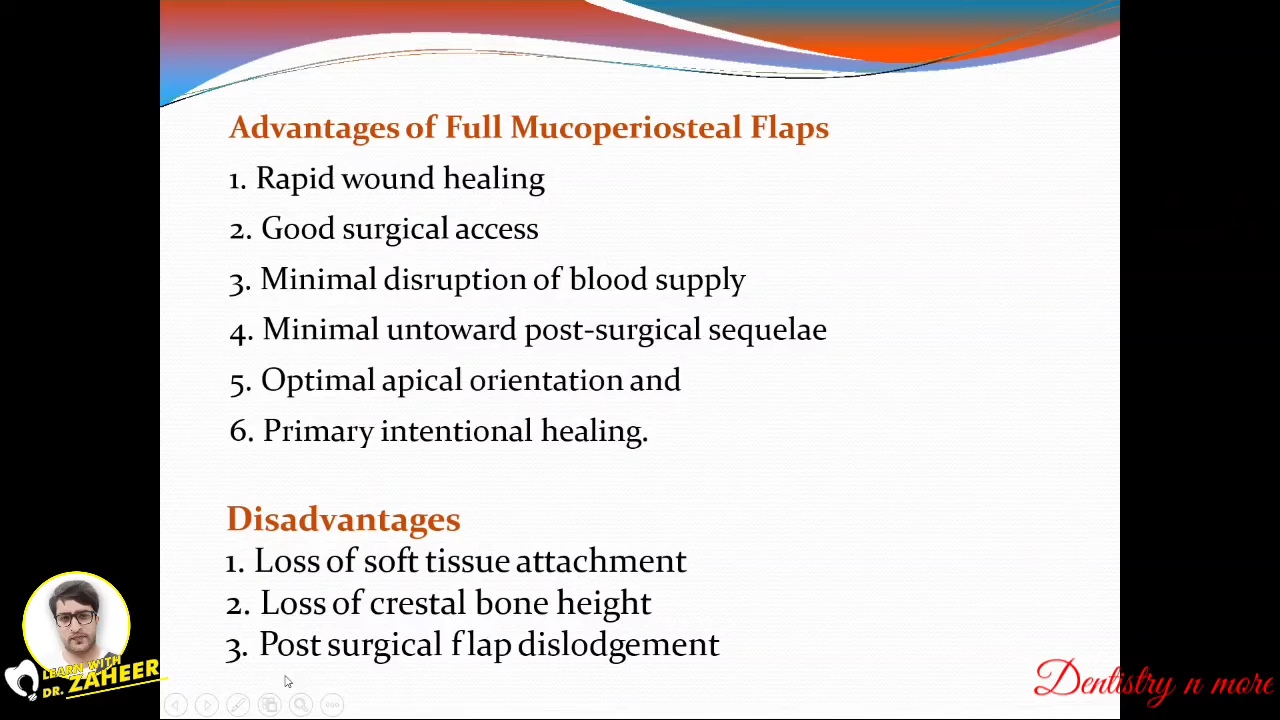 Advantages of Full Mucoperiosteal Flaps
1. Rapid wound healing
2. Good surgical access
3. Minimal disruption of blood supply
4. Minimal untoward post-surgical sequelae
5. Optimal apical orientation and
6. Primary intentional healing.
Disadvantages
1. Loss of soft tissue attachment
2. Loss of crestal bone height
3. Post surgical flap dislodgement
LEARN WITH
DR. ZAHEER
Dentistry n more